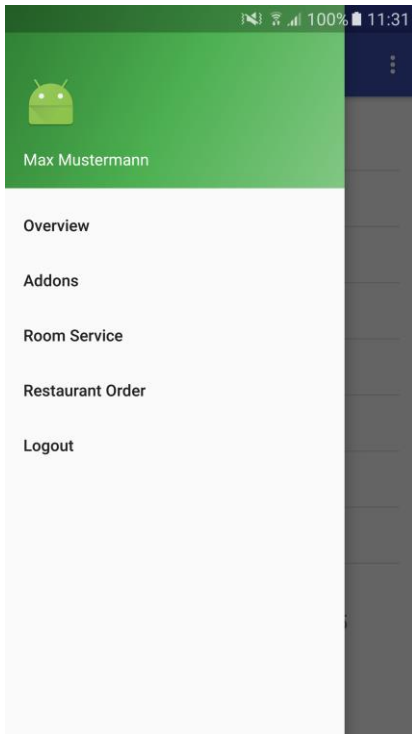 100% 11:31
Max Mustermann
Overview
Addons
Room Service
Restaurant Order
Logout